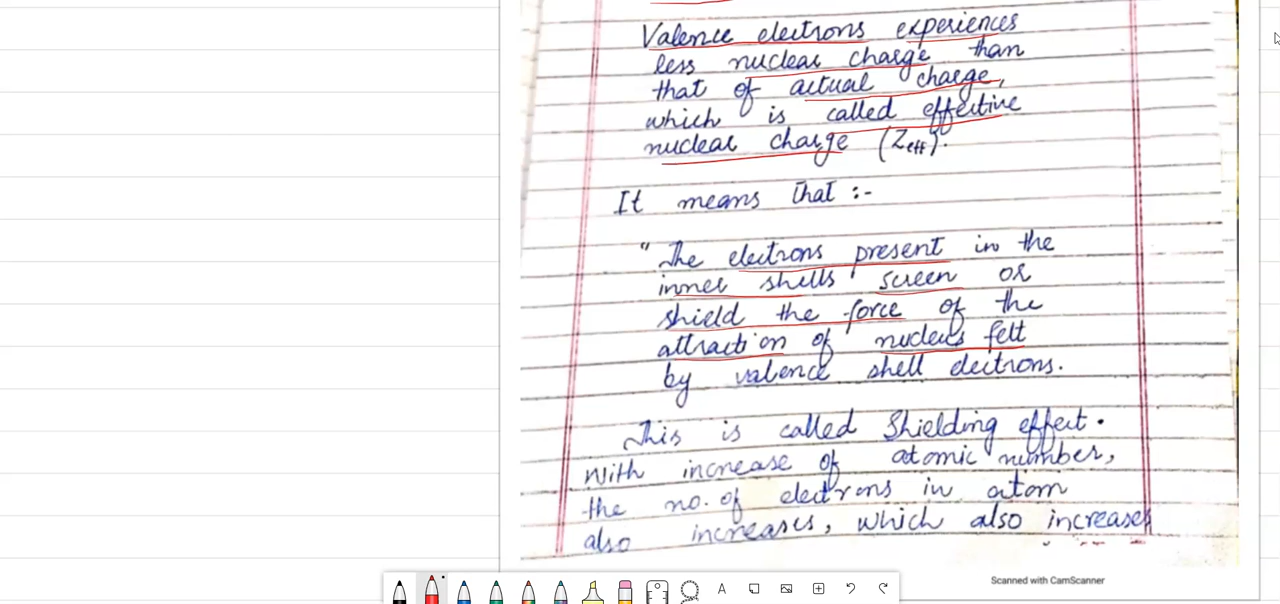 Valence electrons experiences
less nuclear charge than
that of actual charge,
which is called effective
nuclear charge (Zeff).
It means that :-
" The electrons present in the
inner shells screen or
shield the force of the
attraction of nucleus felt
by valence shell electrons.
This is called Shielding effect.
With increase of atomic number,
the no. of electrons in atom
also increases, which also increases
Scanned with CamScanner
A